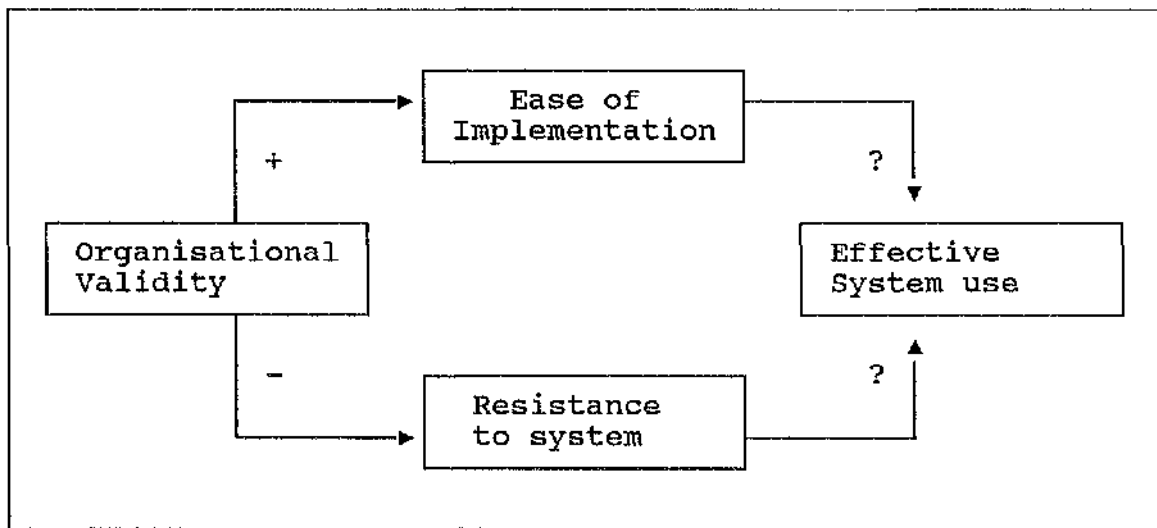 Ease of
Implementation
+
?
Organisational
Validity
Effective
System use
-
?
Resistance
to system